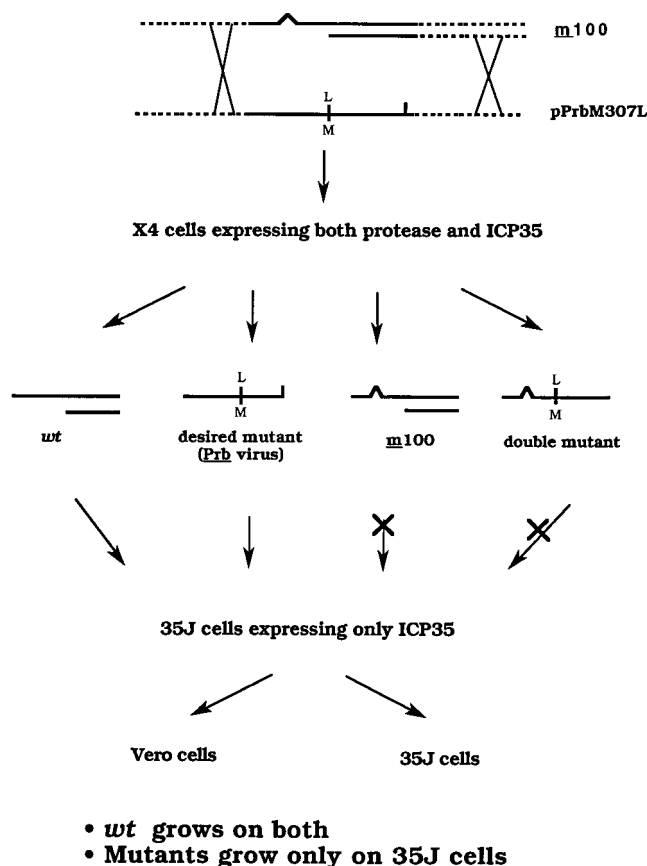 m100
L
pPrbM307L
M
X4 cells expressing both protease and ICP35
L
L
M
M
wt
desired mutant
(Prb virus)
m100
double mutant
35J cells expressing only ICP35
Vero cells
35J cells
• wt grows on both
• Mutants grow only on 35J cells